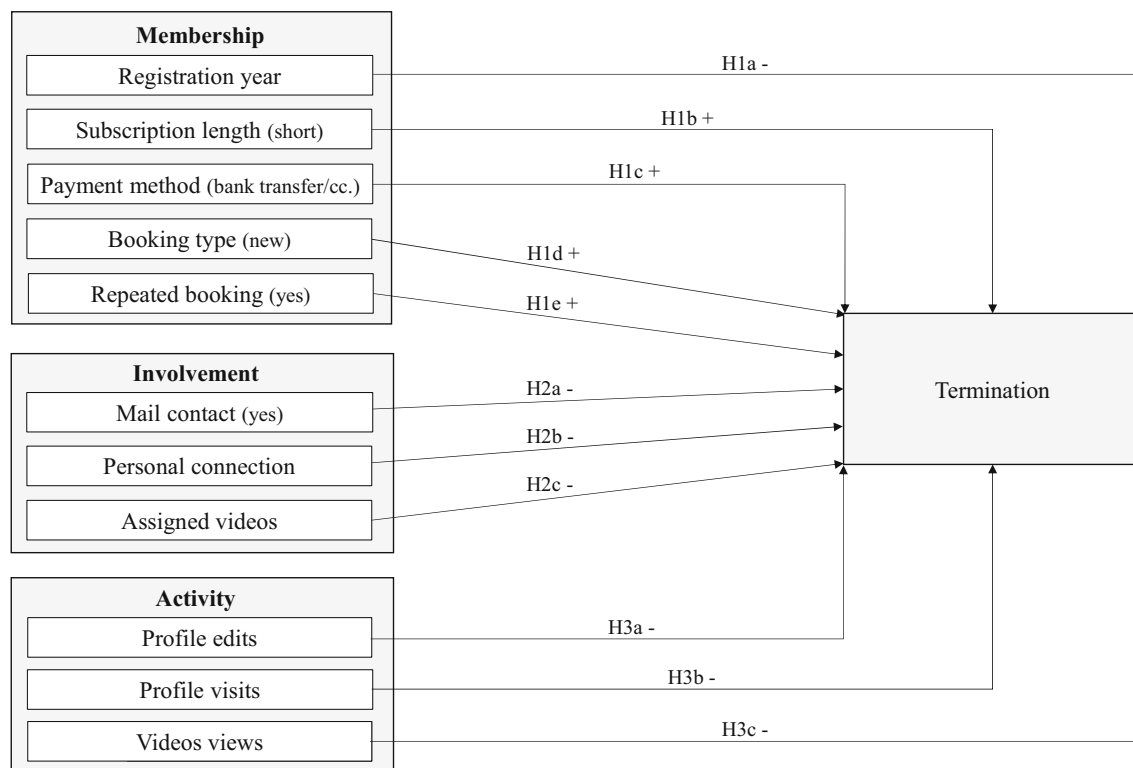 Membership
Registration year
H1a -
Subscription length (short)
H1b +
Payment method (bank transfer/cc.)
H1c +
Booking type (new)
H1d +
Repeated booking (yes)
H1e +
Involvement
Mail contact (yes)
H2a -
Personal connection
H2b -
Assigned videos
H2c -
Termination
Activity
Profile edits
H3a -
Profile visits
H3b -
Videos views
H3c -